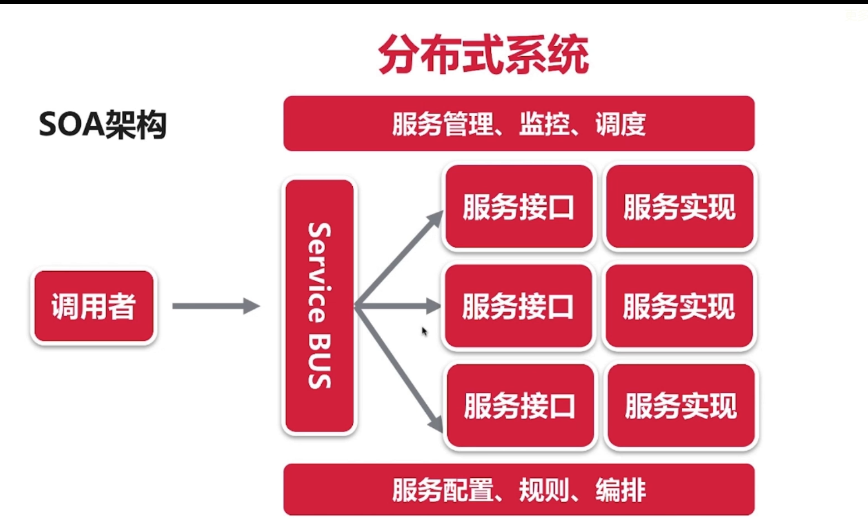 分布式系统
SOA架构
服务管理、监控、调度
调用者
Service BUS
服务接口
服务实现
服务接口
服务实现
服务接口
服务实现
服务配置、规则、编排